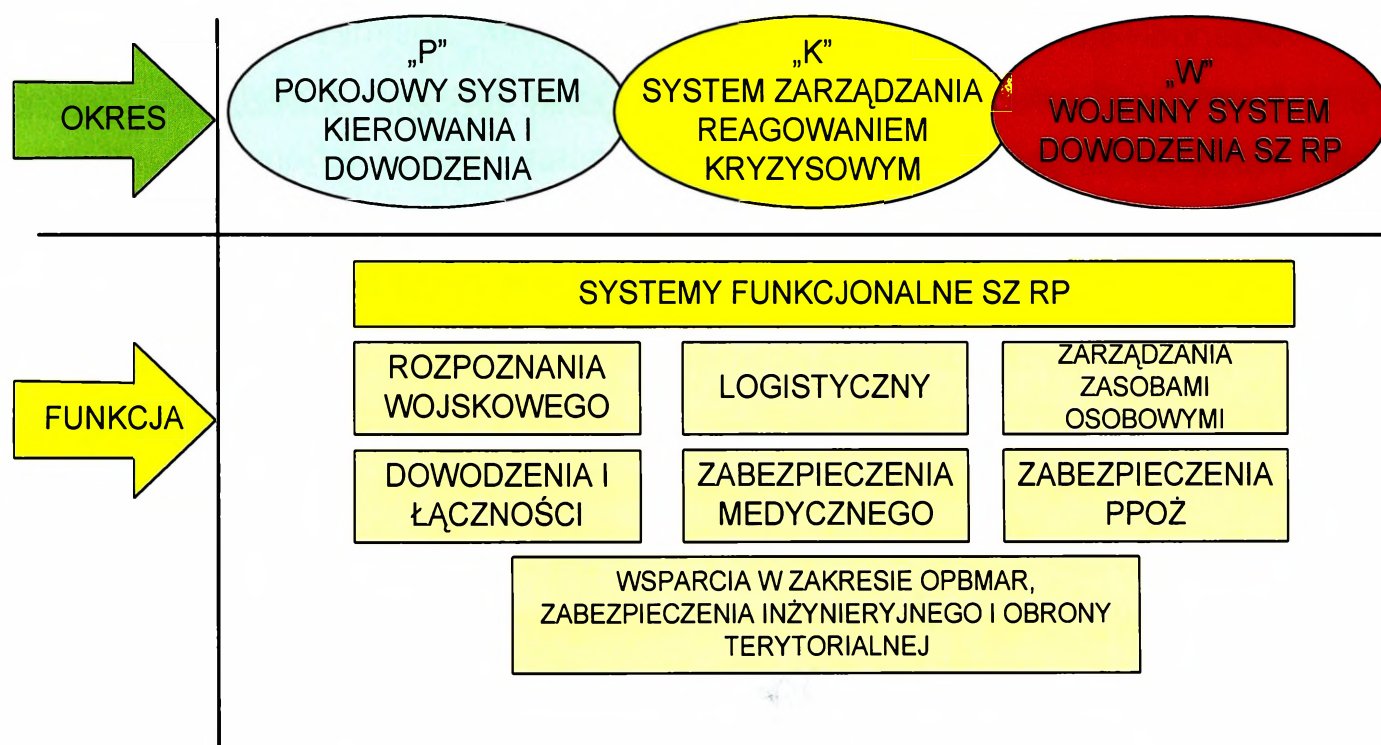 OKRES
„P”
POKOJOWY SYSTEM
KIEROWANIA I
DOWODZENIA
„K”
SYSTEM ZARZĄDZANIA
REAGOWANIEM
KRYZYSOWYM
„W”
WOJENNY SYSTEM
DOWODZENIA SZ RP
FUNKCJA
SYSTEMY FUNKCJONALNE SZ RP
ROZPOZNANIA
WOJSKOWEGO
LOGISTYCZNY
ZARZĄDZANIA
ZASOBAMI
OSOBOWYMI
DOWODZENIA I
ŁĄCZNOŚCI
ZABEZPIECZENIA
MEDYCZNEGO
ZABEZPIECZENIA
PPOŻ
WSPARCIA W ZAKRESIE OPBMAR,
ZABEZPIECZENIA INŻYNIERYJNEGO I OBRONY
TERYTORIALNEJ